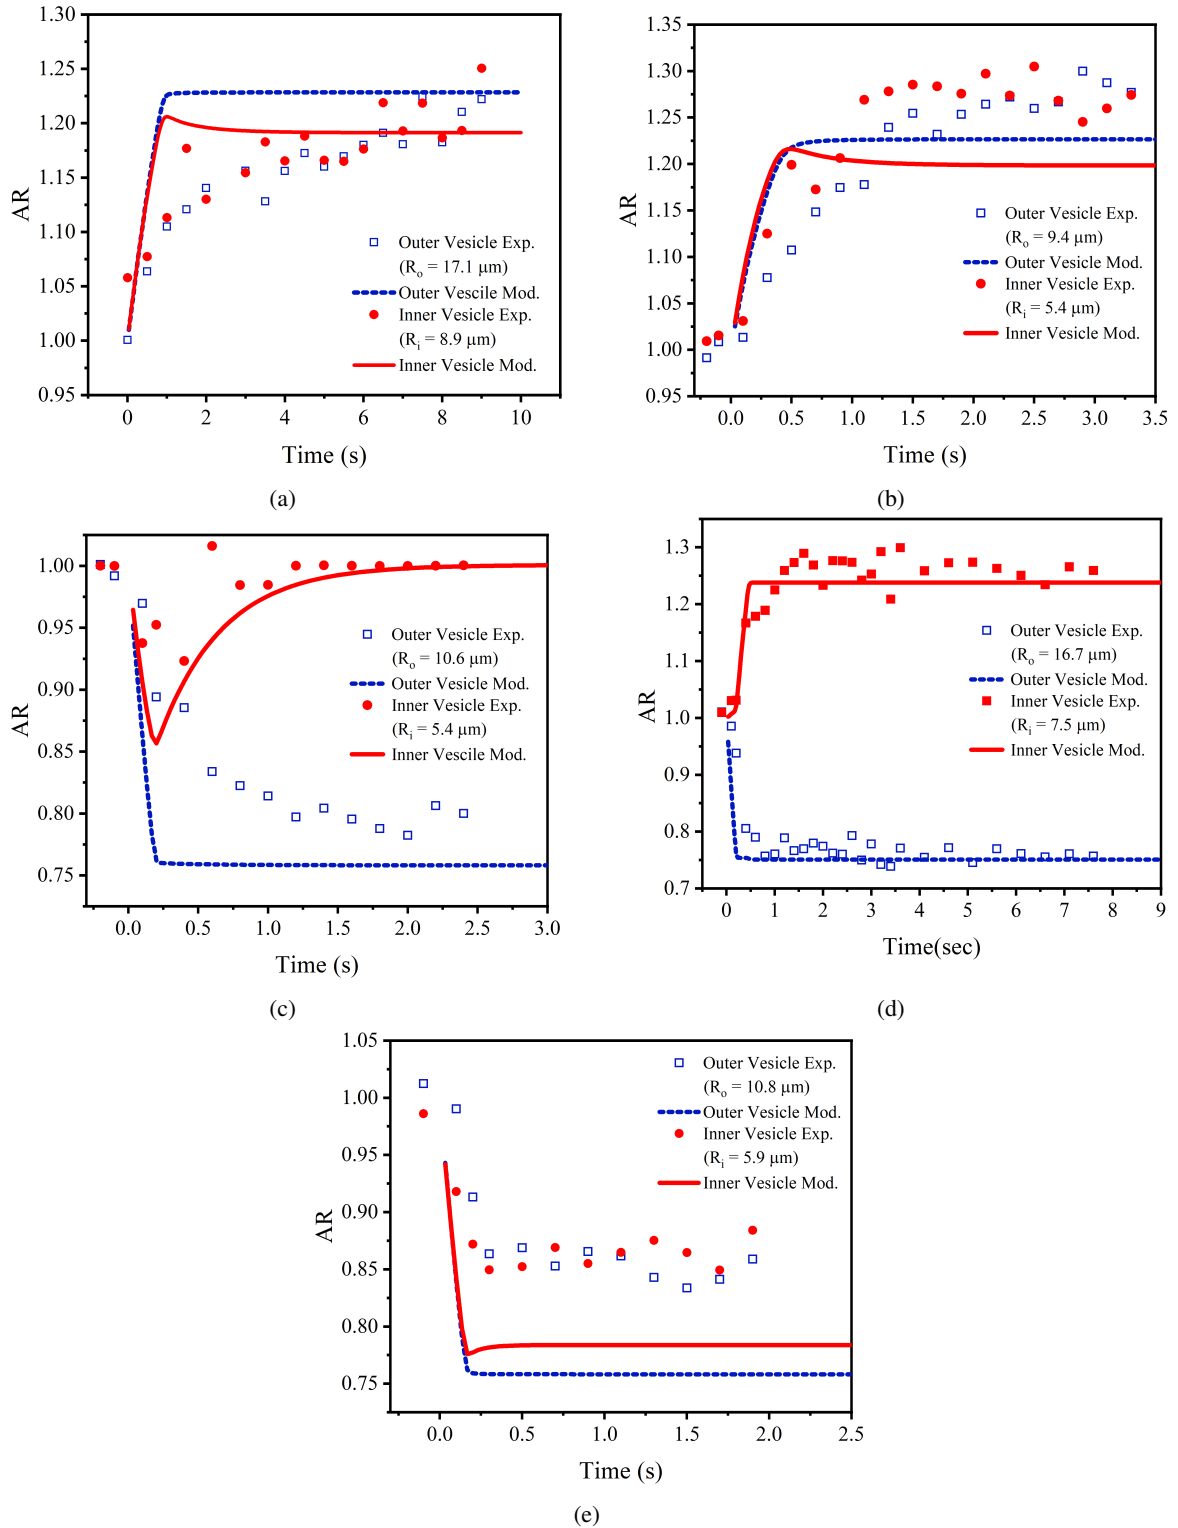 1.30
1.25
1.20
1.15
1.10
1.05
1.00
0.95
AR
0 2 4 6 8 10
Time (s)
Outer Vesicle Exp.
(Ro = 17.1 μm)
Outer Vescile Mod.
Inner Vesicle Exp.
(Ri = 8.9 μm)
Inner Vesicle Mod.
(a)
1.35
1.30
1.25
1.20
1.15
1.10
1.05
1.00
0.95
AR
0.0 0.5 1.0 1.5 2.0 2.5 3.0 3.5
Time (s)
Outer Vesicle Exp.
(Ro = 9.4 μm)
Outer Vesicle Mod.
Inner Vesicle Exp.
(Ri = 5.4 μm)
Inner Vesicle Mod.
(b)
1.00
0.95
0.90
0.85
0.80
0.75
AR
0.0 0.5 1.0 1.5 2.0 2.5 3.0
Time (s)
Outer Vesicle Exp.
(Ro = 10.6 μm)
Outer Vesicle Mod.
Inner Vesicle Exp.
(Ri = 5.4 μm)
Inner Vescile Mod.
(c)
1.3
1.2
1.1
1.0
0.9
0.8
0.7
AR
0 1 2 3 4 5 6 7 8 9
Time(sec)
Outer Vesicle Exp.
(Ro = 16.7 μm)
Outer Vesicle Mod.
Inner Vesicle Exp.
(Ri = 7.5 μm)
Inner Vesicle Mod.
(d)
1.05
1.00
0.95
0.90
0.85
0.80
0.75
AR
0.0 0.5 1.0 1.5 2.0 2.5
Time (s)
Outer Vesicle Exp.
(Ro = 10.8 μm)
Outer Vesicle Mod.
Inner Vesicle Exp.
(Ri = 5.9 μm)
Inner Vesicle Mod.
(e)